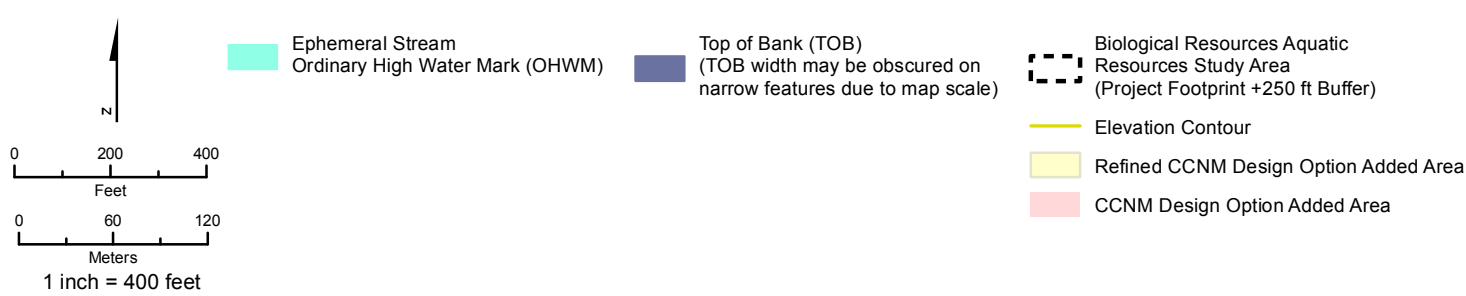 N
0 200 400
Feet
0 60 120
Meters
1 inch = 400 feet
Ephemeral Stream
Ordinary High Water Mark (OHWM)
Top of Bank (TOB)
(TOB width may be obscured on
narrow features due to map scale)
Biological Resources Aquatic
Resources Study Area
(Project Footprint +250 ft Buffer)
Elevation Contour
Refined CCNM Design Option Added Area
CCNM Design Option Added Area